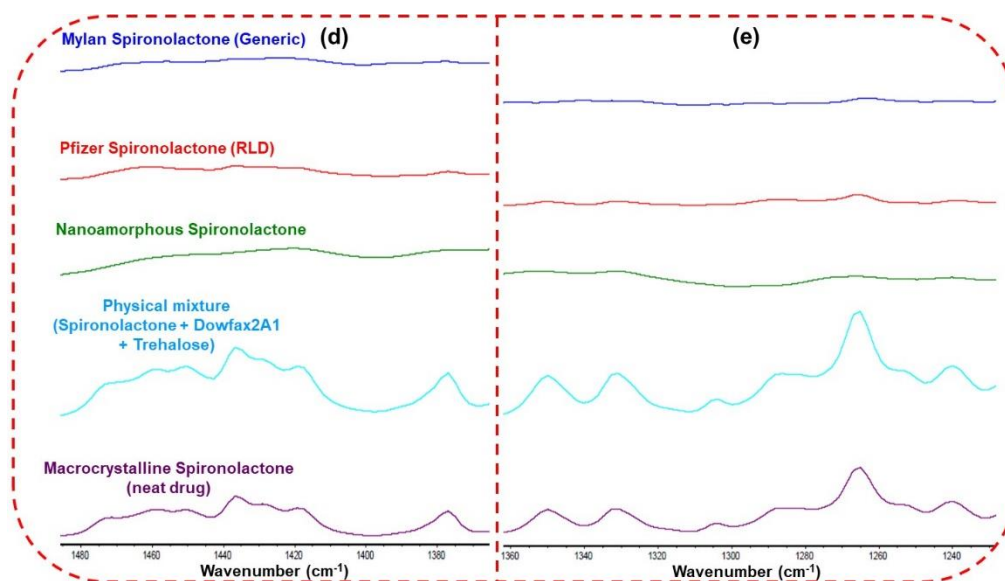 (d)
Mylan Spironolactone (Generic)
Pfizer Spironolactone (RLD)
Nanoamorphous Spironolactone
Physical mixture
(Spironolactone + Dowfax2A1
+ Trehalose)
Macrocrystalline Spironolactone
(neat drug)
1480 1460 1440 1420 1400 1380
Wavenumber (cm-1)
(e)
1360 1340 1320 1300 1280 1260 1240
Wavenumber (cm-1)